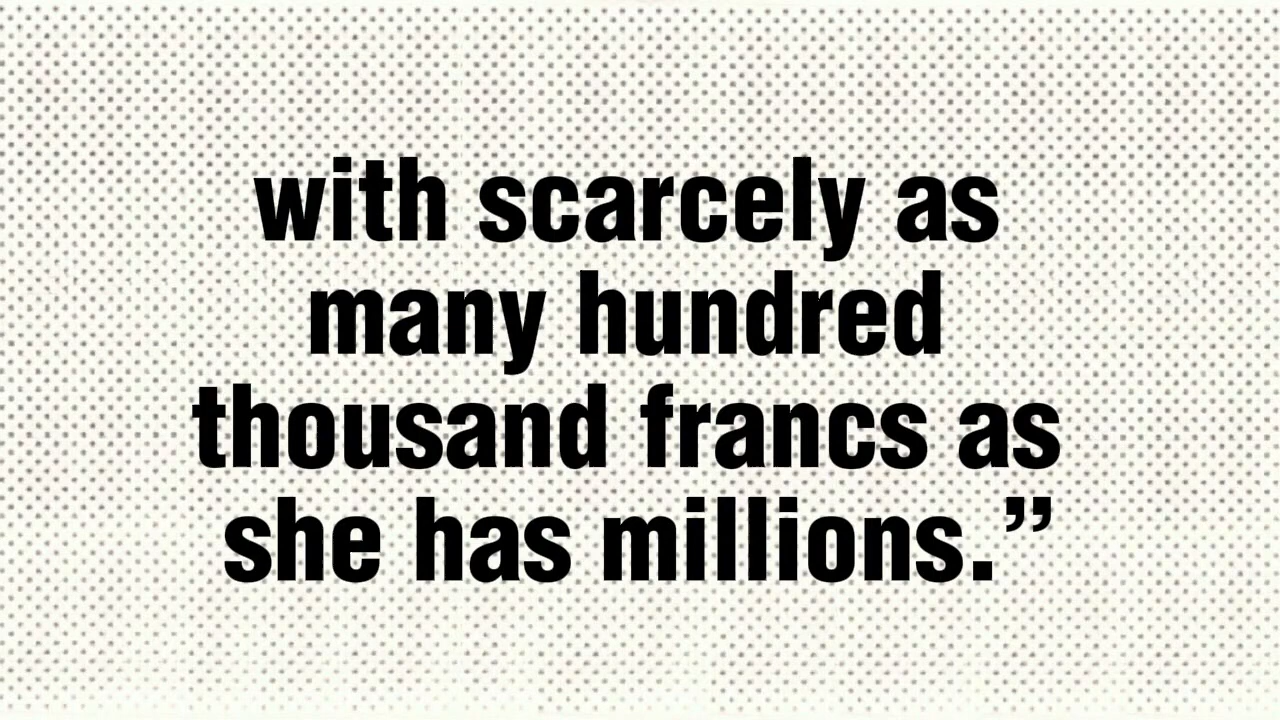 with scarcely as
many hundred
thousand francs as
she has millions.”